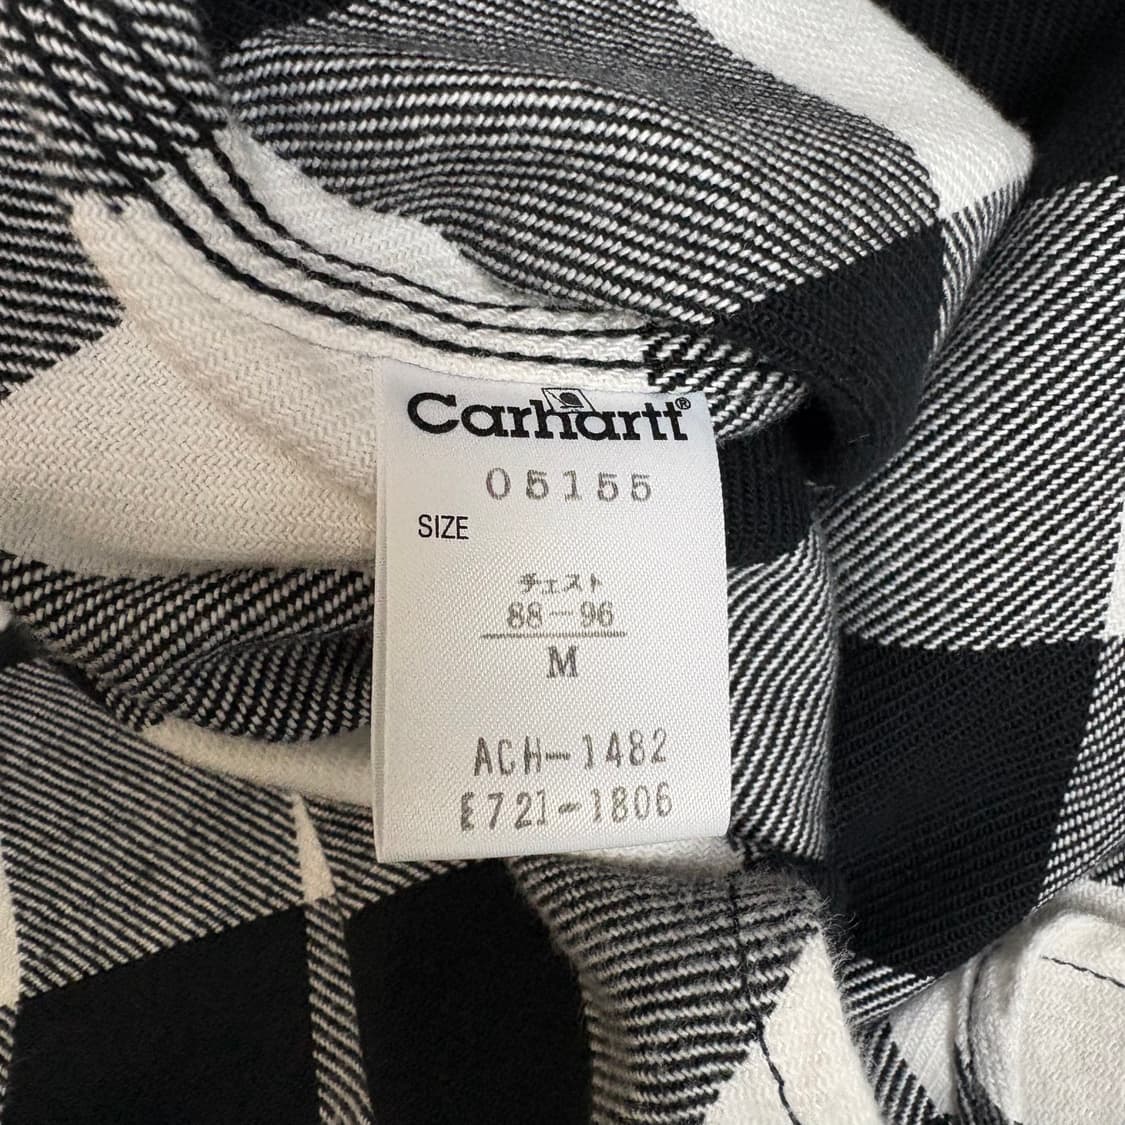 Carhartt®
05155
SIZE
チェスト
88-96
M
ACH-1482
E721-1806